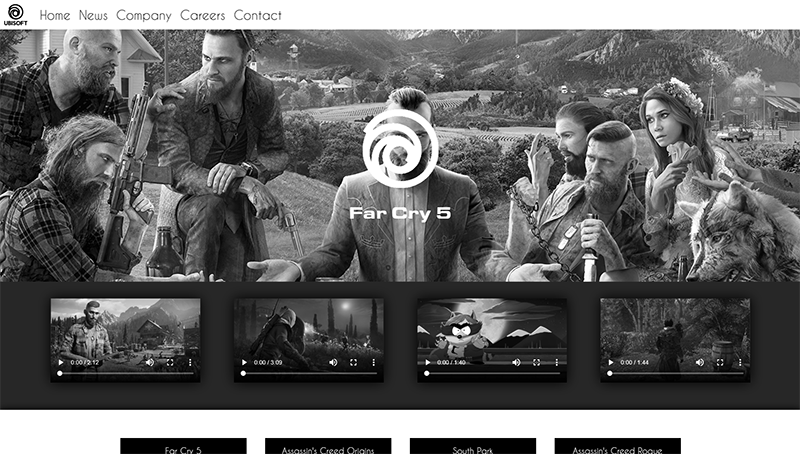 UBISOFT
Home News Company Careers Contact
Far Cry 5
0:00 / 2:12
0:00 / 3:09
0:00 / 1:40
0:00 / 1:44
Far Cry 5
Assassin's Creed Origins
South Park
Assassin's Creed Rogue